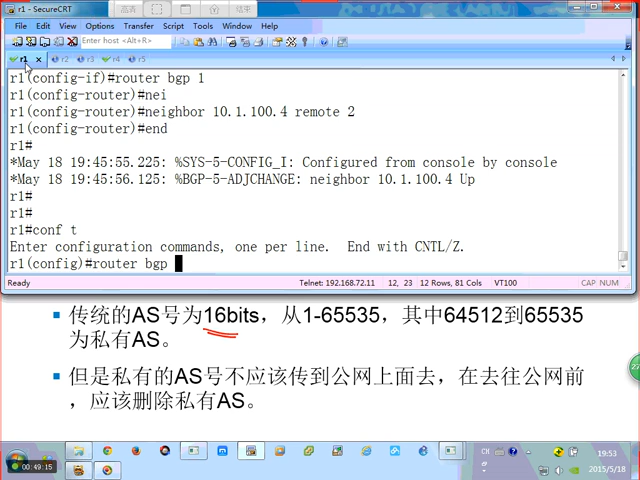 r1 - SecureCRT
File Edit View Options Transfer Script Tools Window Help
Enter host <Alt+R>
r1 r2 r3 r4 r5
r1(config-if)#router bgp 1
r1(config-router)#nei
r1(config-router)#neighbor 10.1.100.4 remote 2
r1(config-router)#end
r1#
*May 18 19:45:55.225: %SYS-5-CONFIG_I: Configured from console by console
*May 18 19:45:56.125: %BGP-5-ADJCHANGE: neighbor 10.1.100.4 Up
r1#
r1#
r1#conf t
Enter configuration commands, one per line.  End with CNTL/Z.
r1(config)#router bgp
Ready Telnet: 192.168.72.11 12, 23 12 Rows, 81 Cols VT100 CAP NUM
传统的AS号为16bits，从1-65535，其中64512到65535
为私有AS。
但是私有的AS号不应该传到公网上面去，在去往公网前
，应该删除私有AS。
27
CN
19:53
00:49:15
2015/5/18